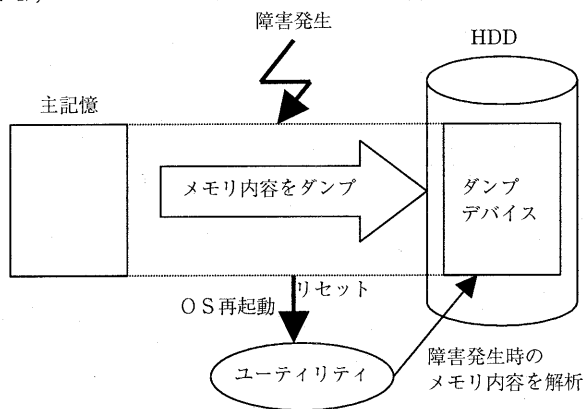 障害発生
HDD
主記憶
メモリ内容をダンプ
ダンプ
デバイス
リセット
OS再起動
ユーティリティ
障害発生時の
メモリ内容を解析